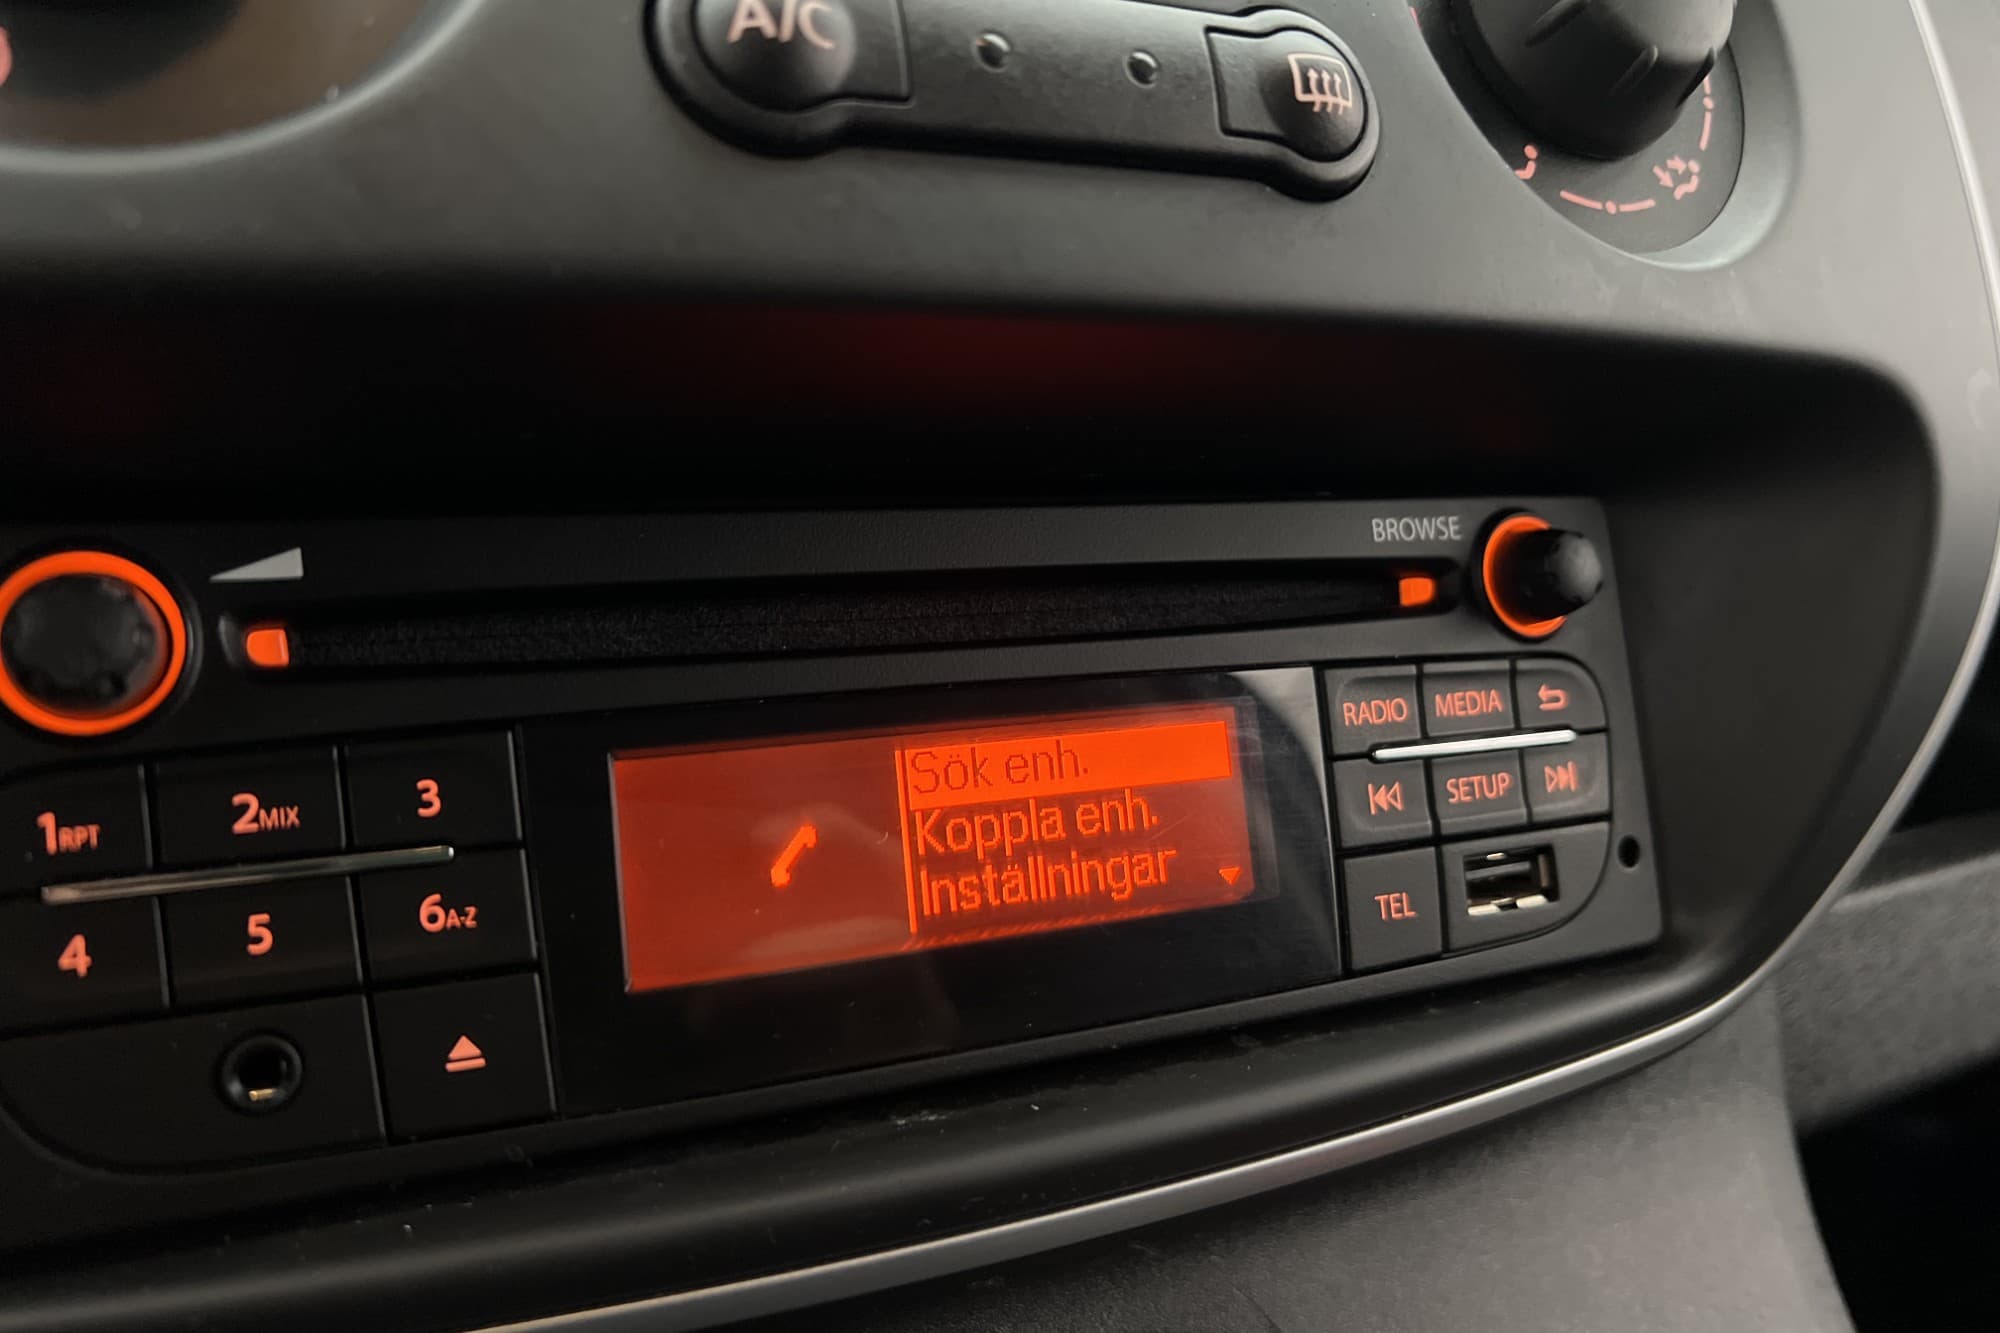 A/C
BROWSE
RADIO
MEDIA
Sök enh.
Koppla enh.
Inställningar
SETUP
TEL
1RPT
2MIX
3
4
5
6A-Z